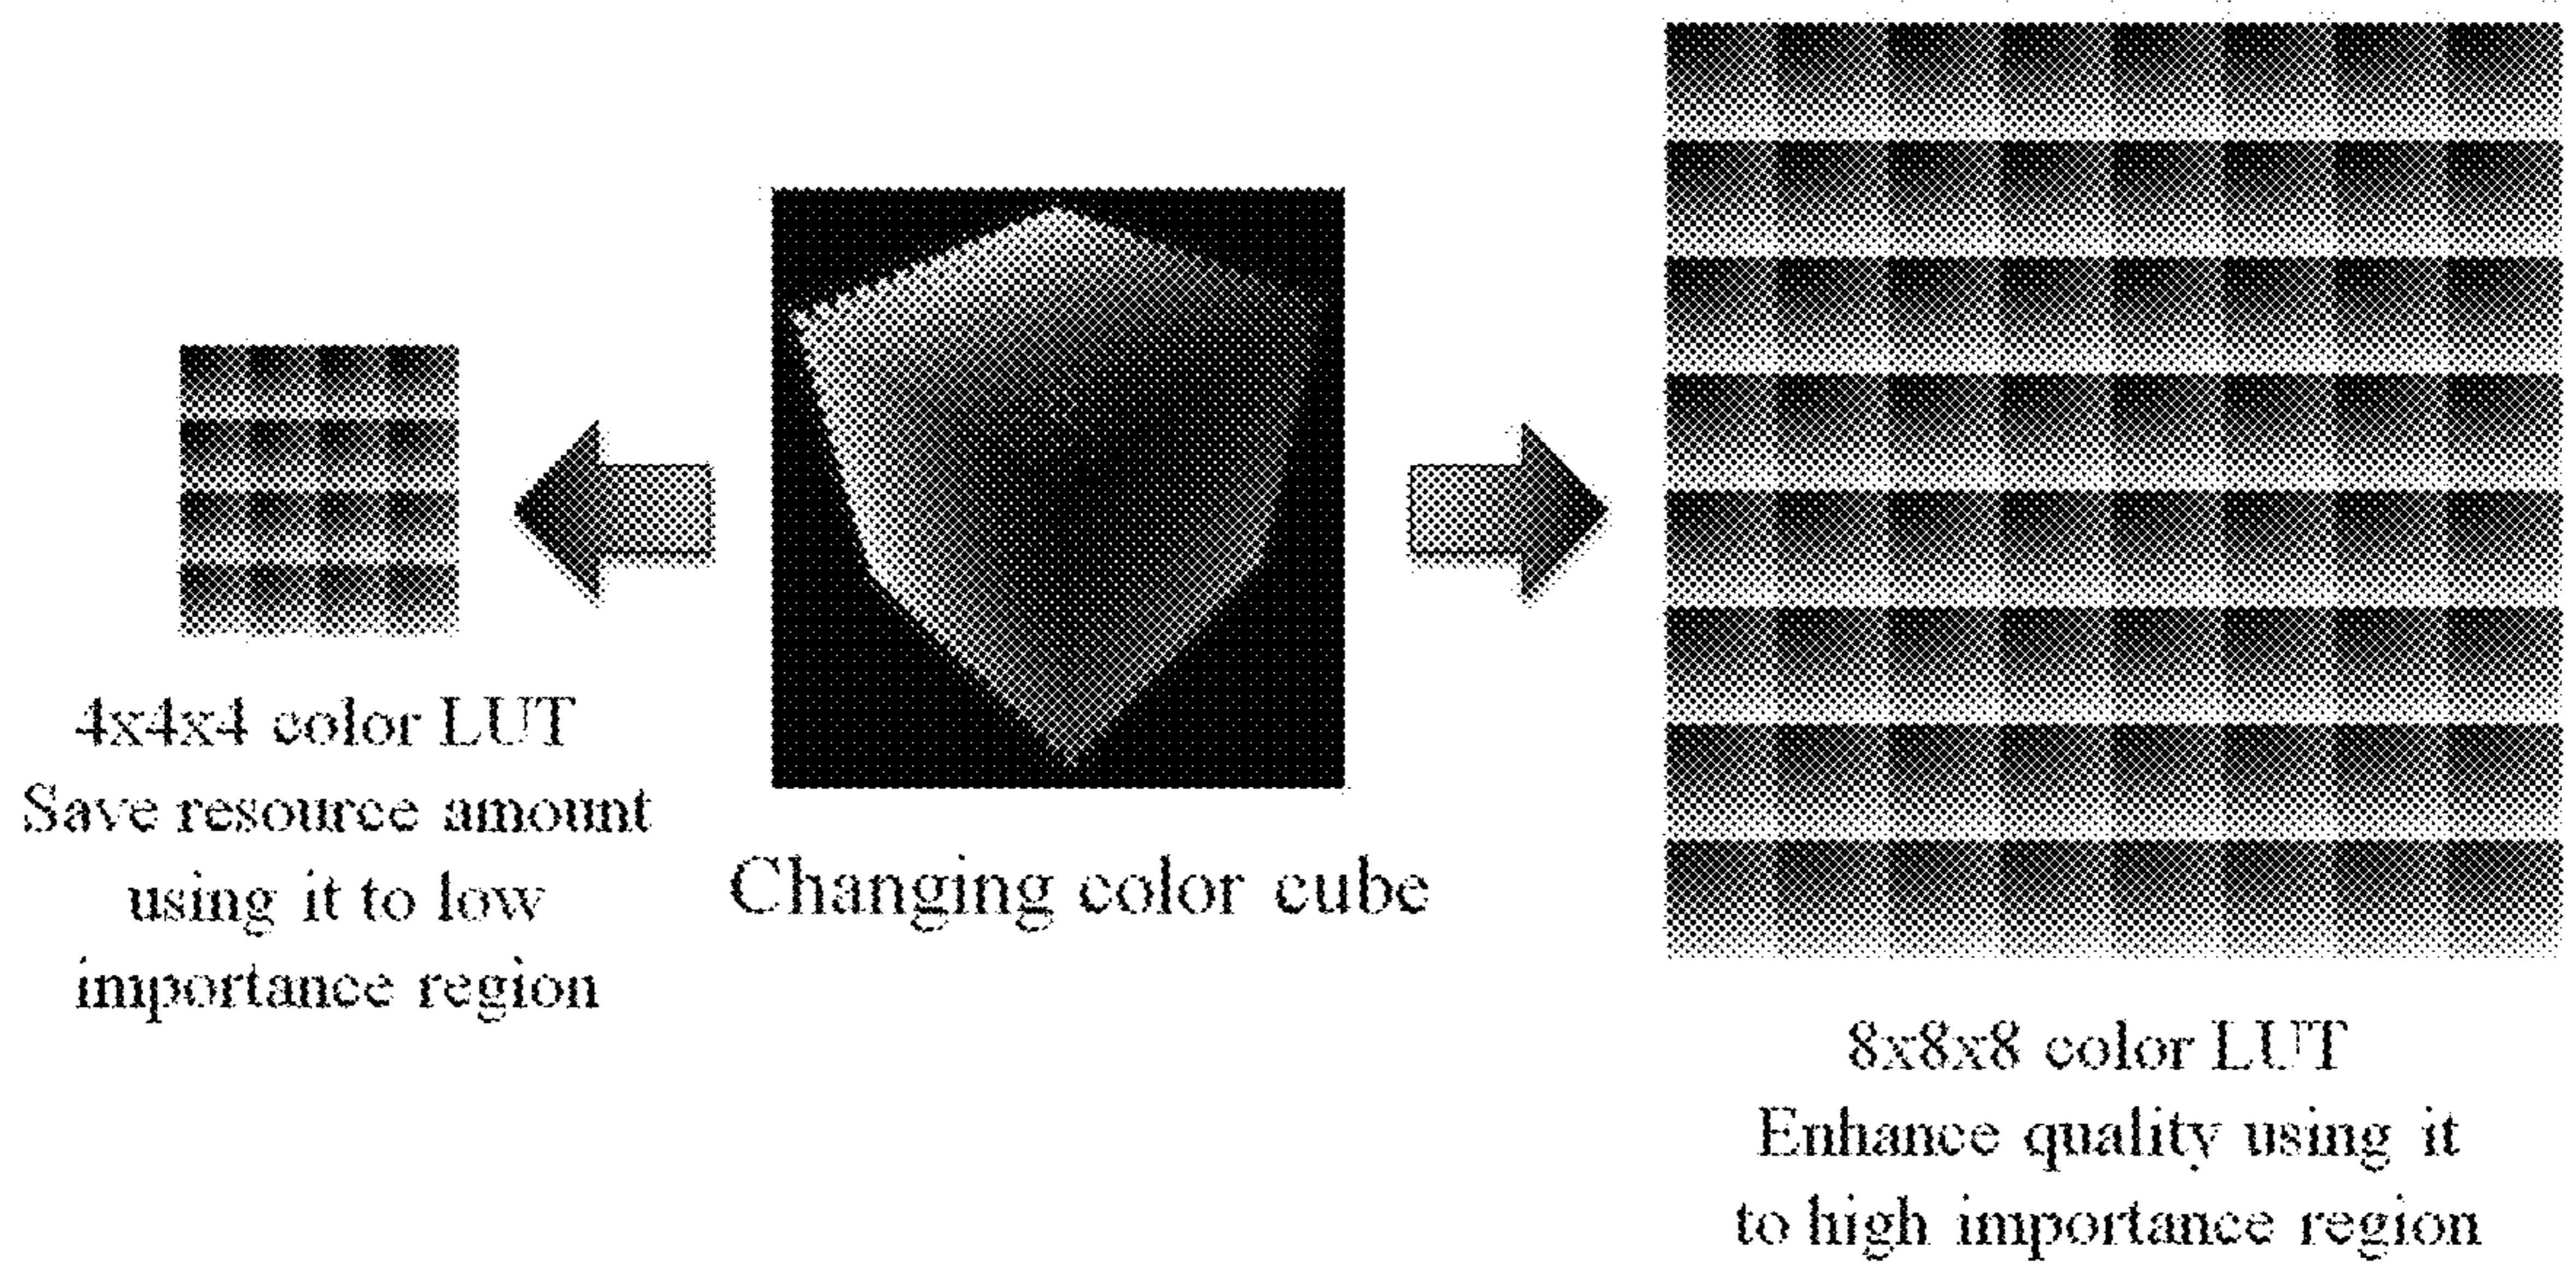 4x4x4 color LUT
Save resource amount
using it to low
importance region
Changing color cube
8x8x8 color LUT
Enhance quality using it
to high importance region